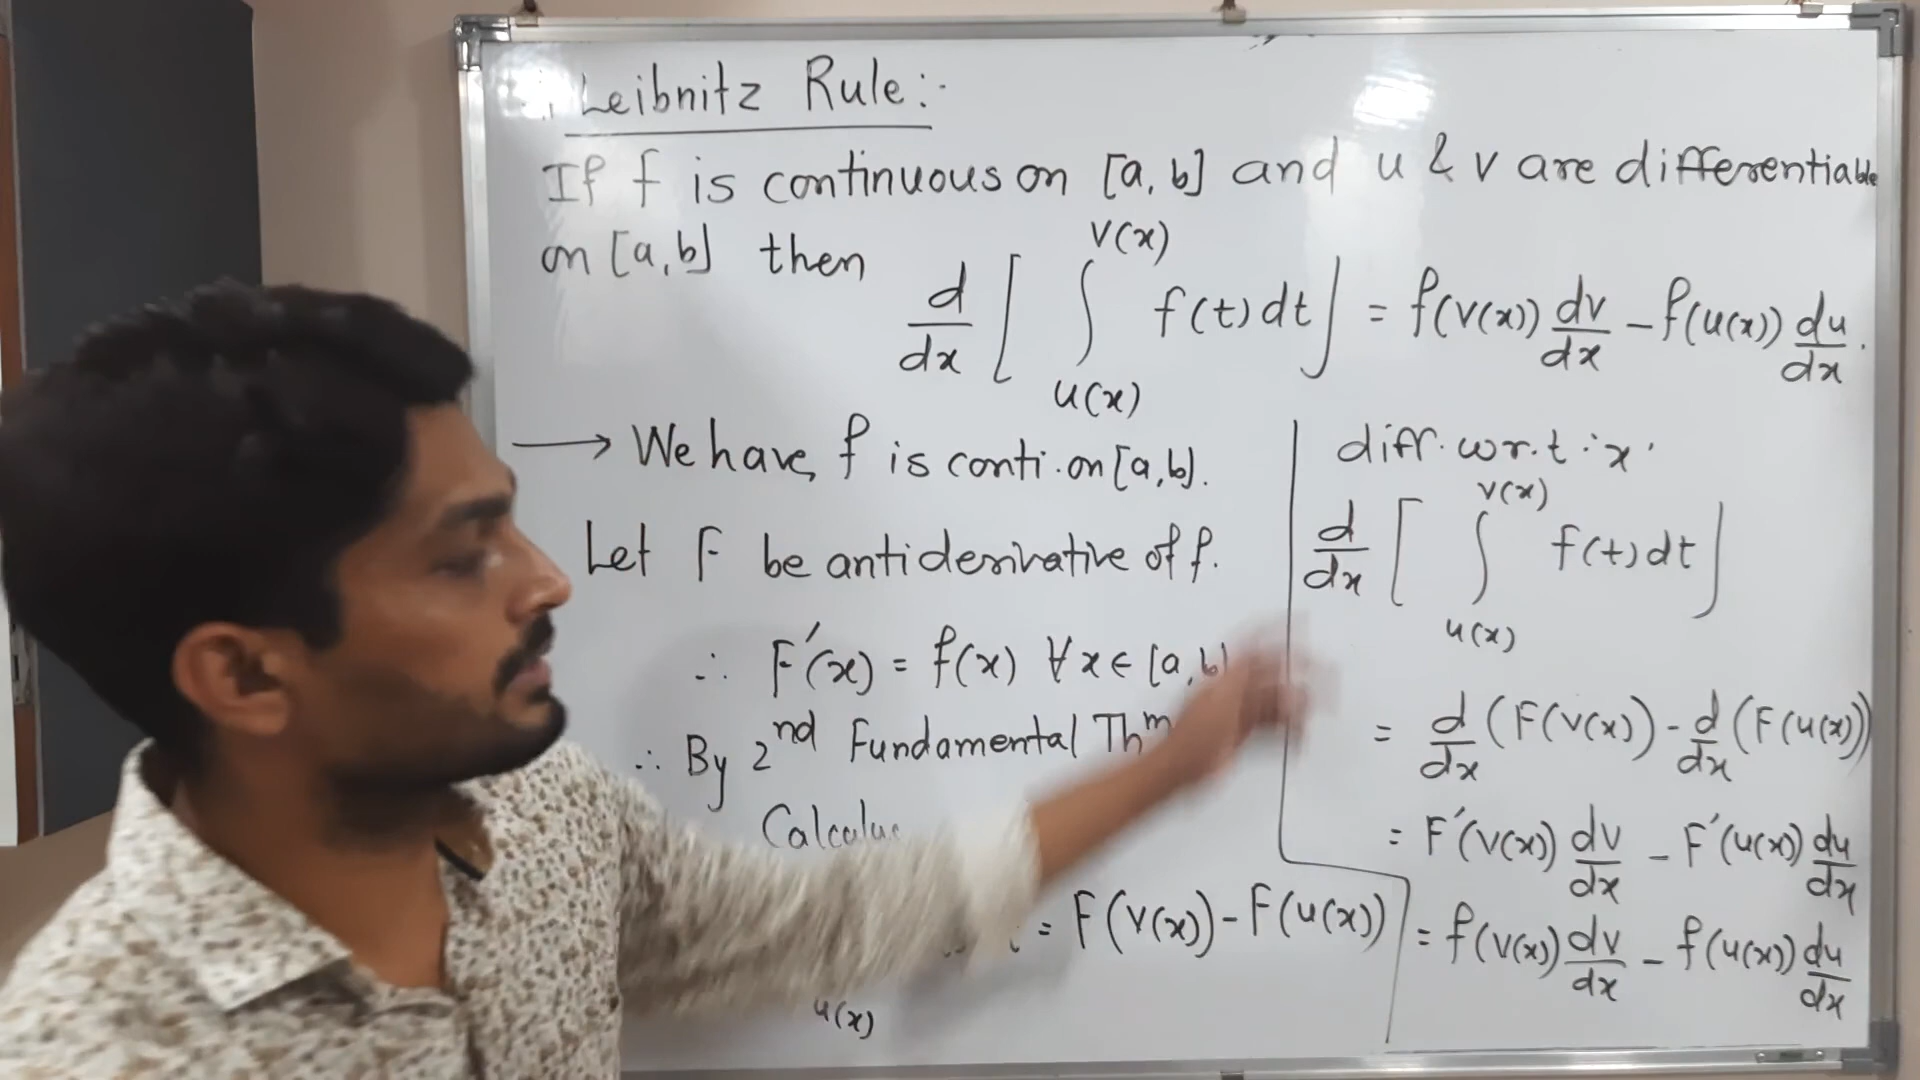 Leibnitz Rule:-
If f is continuous on [a, b] and u & v are differentiable
on [a, b] then d/dx [ ∫_{u(x)}^{v(x)} f(t) dt ] = f(v(x)) dv/dx - f(u(x)) du/dx .
→ We have, f is conti. on [a, b].
Let F be antiderivative of f.
∴ F'(x) = f(x) ∀ x ∈ [a, b]
∴ By 2nd Fundamental Thm
Calculus
u(x) = F(v(x)) - F(u(x))
diff. w.r.t. 'x'
d/dx [ ∫_{u(x)}^{v(x)} f(t) dt ]
= d/dx (F(v(x)) - d/dx (F(u(x))
= F'(v(x)) dv/dx - F'(u(x)) du/dx
= f(v(x)) dv/dx - f(u(x)) du/dx